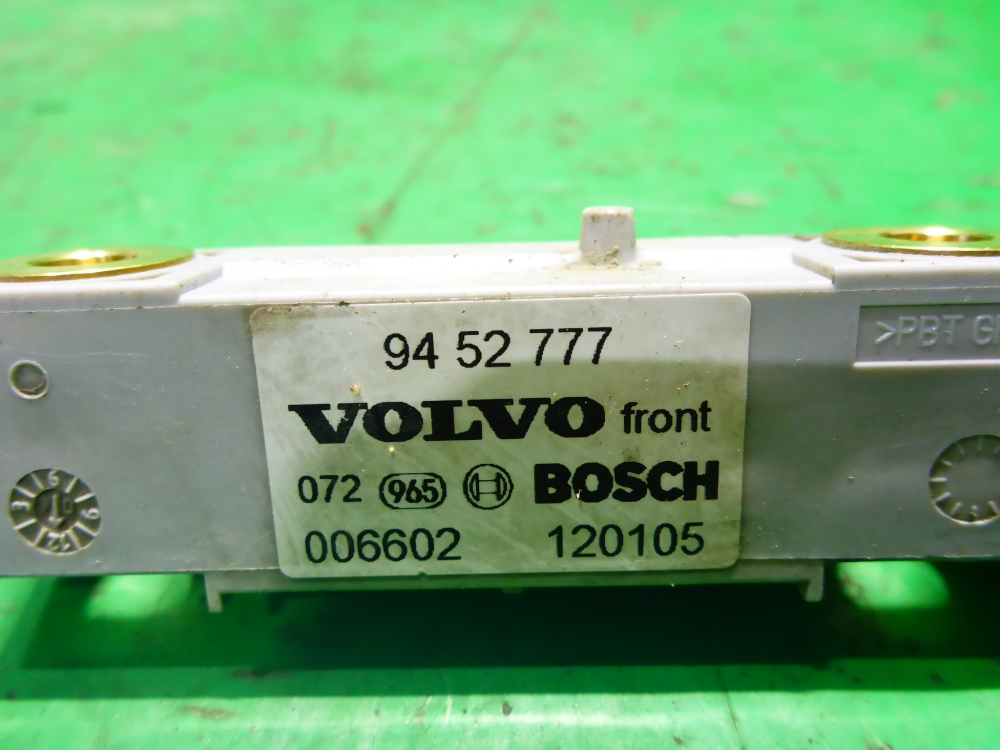 94 52 777
VOLVO front
072 965 BOSCH
006602 120105
>PBT G